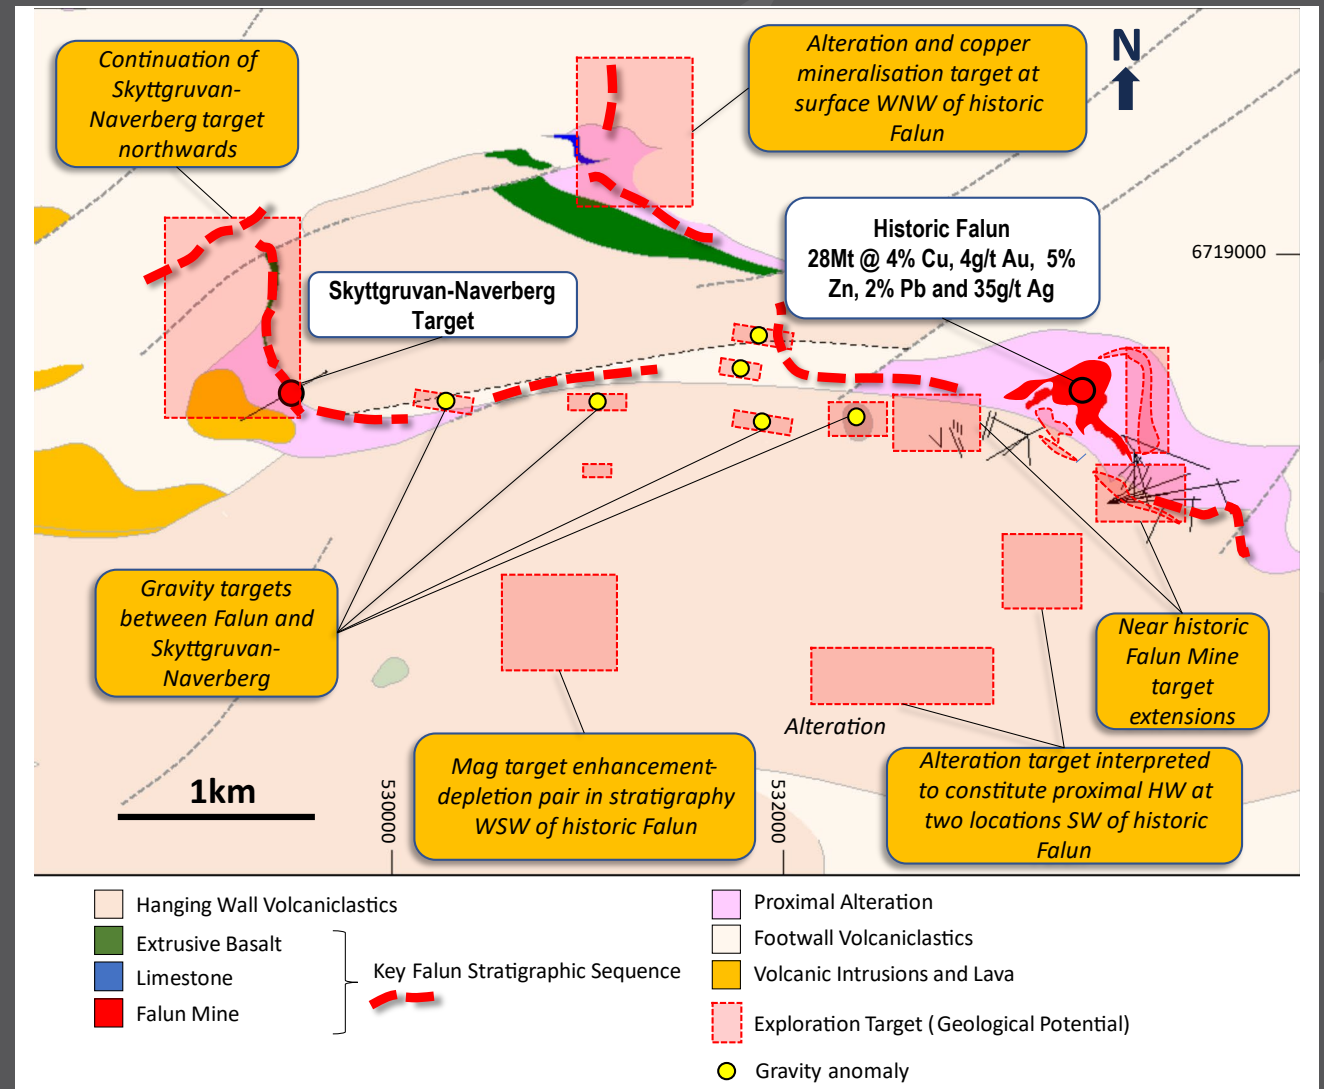 Continuation of
Skyttgruvan-
Naverberg target
northwards
Alteration and copper
mineralisation target at
surface WNW of historic
Falun
N
Historic Falun
28Mt @ 4% Cu, 4g/t Au, 5%
Zn, 2% Pb and 35g/t Ag
6719000
Skyttgruvan-Naverberg
Target
Gravity targets
between Falun and
Skyttgruvan-
Naverberg
Near historic
Falun Mine
target
extensions
Alteration
Mag target enhancement-
depletion pair in stratigraphy
WSW of historic Falun
Alteration target interpreted
to constitute proximal HW at
two locations SW of historic
Falun
1km
530000
532000
Hanging Wall Volcaniclastics
Extrusive Basalt
Limestone
Falun Mine
Key Falun Stratigraphic Sequence
Proximal Alteration
Footwall Volcaniclastics
Volcanic Intrusions and Lava
Exploration Target (Geological Potential)
Gravity anomaly